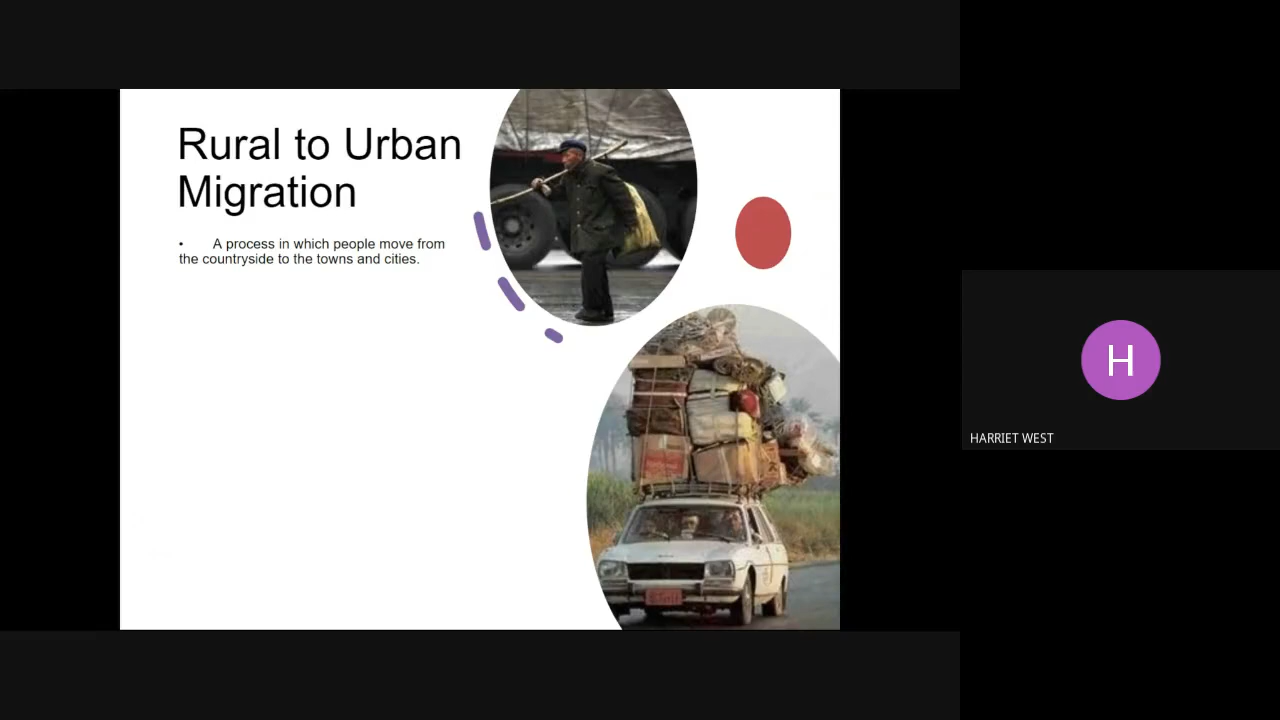 Rural to Urban
Migration
• A process in which people move from
the countryside to the towns and cities.
H
HARRIET WEST